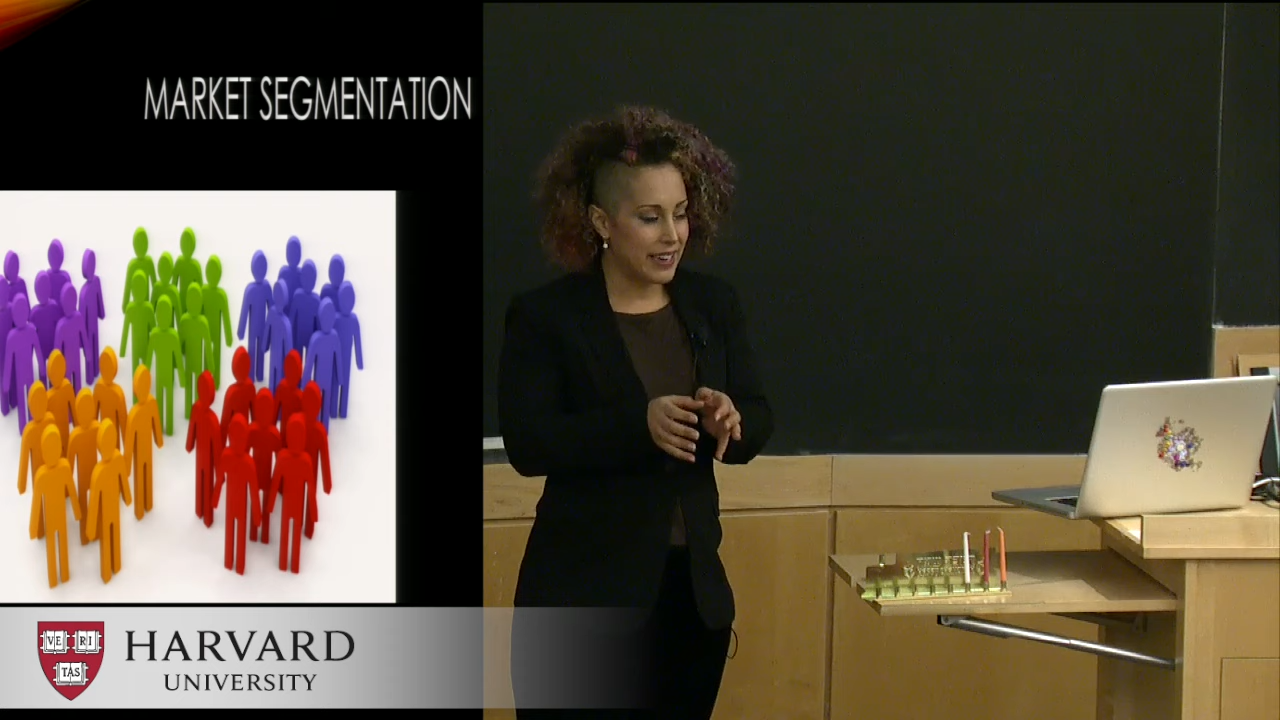 MARKET SEGMENTATION
VE RI
TAS
HARVARD
UNIVERSITY